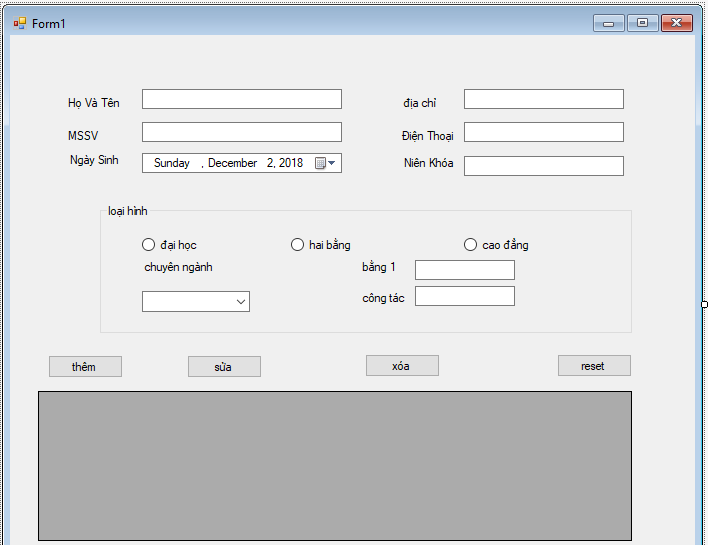 Form1
Họ Và Tên
địa chỉ
MSSV
Điện Thoại
Ngày Sinh
Sunday , December 2, 2018
Niên Khóa
loại hình
đại học
hai bằng
cao đẳng
chuyên ngành
bằng 1
công tác
thêm
sửa
xóa
reset